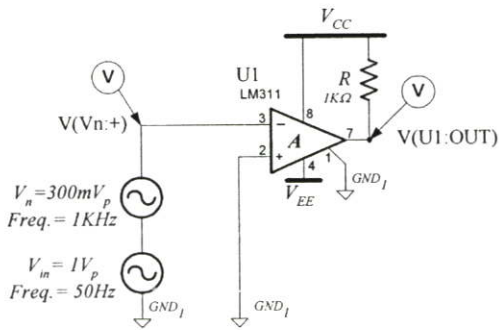 V_CC
V
U1
LM311
R
1KΩ
V
V(Vn:+)
3
−
8
A
7
V(U1:OUT)
2
+
4
1
V_EE
GND_1
V_n=300mV_p
Freq.= 1KHz
V_in= 1V_p
Freq.= 50Hz
GND_1
GND_1